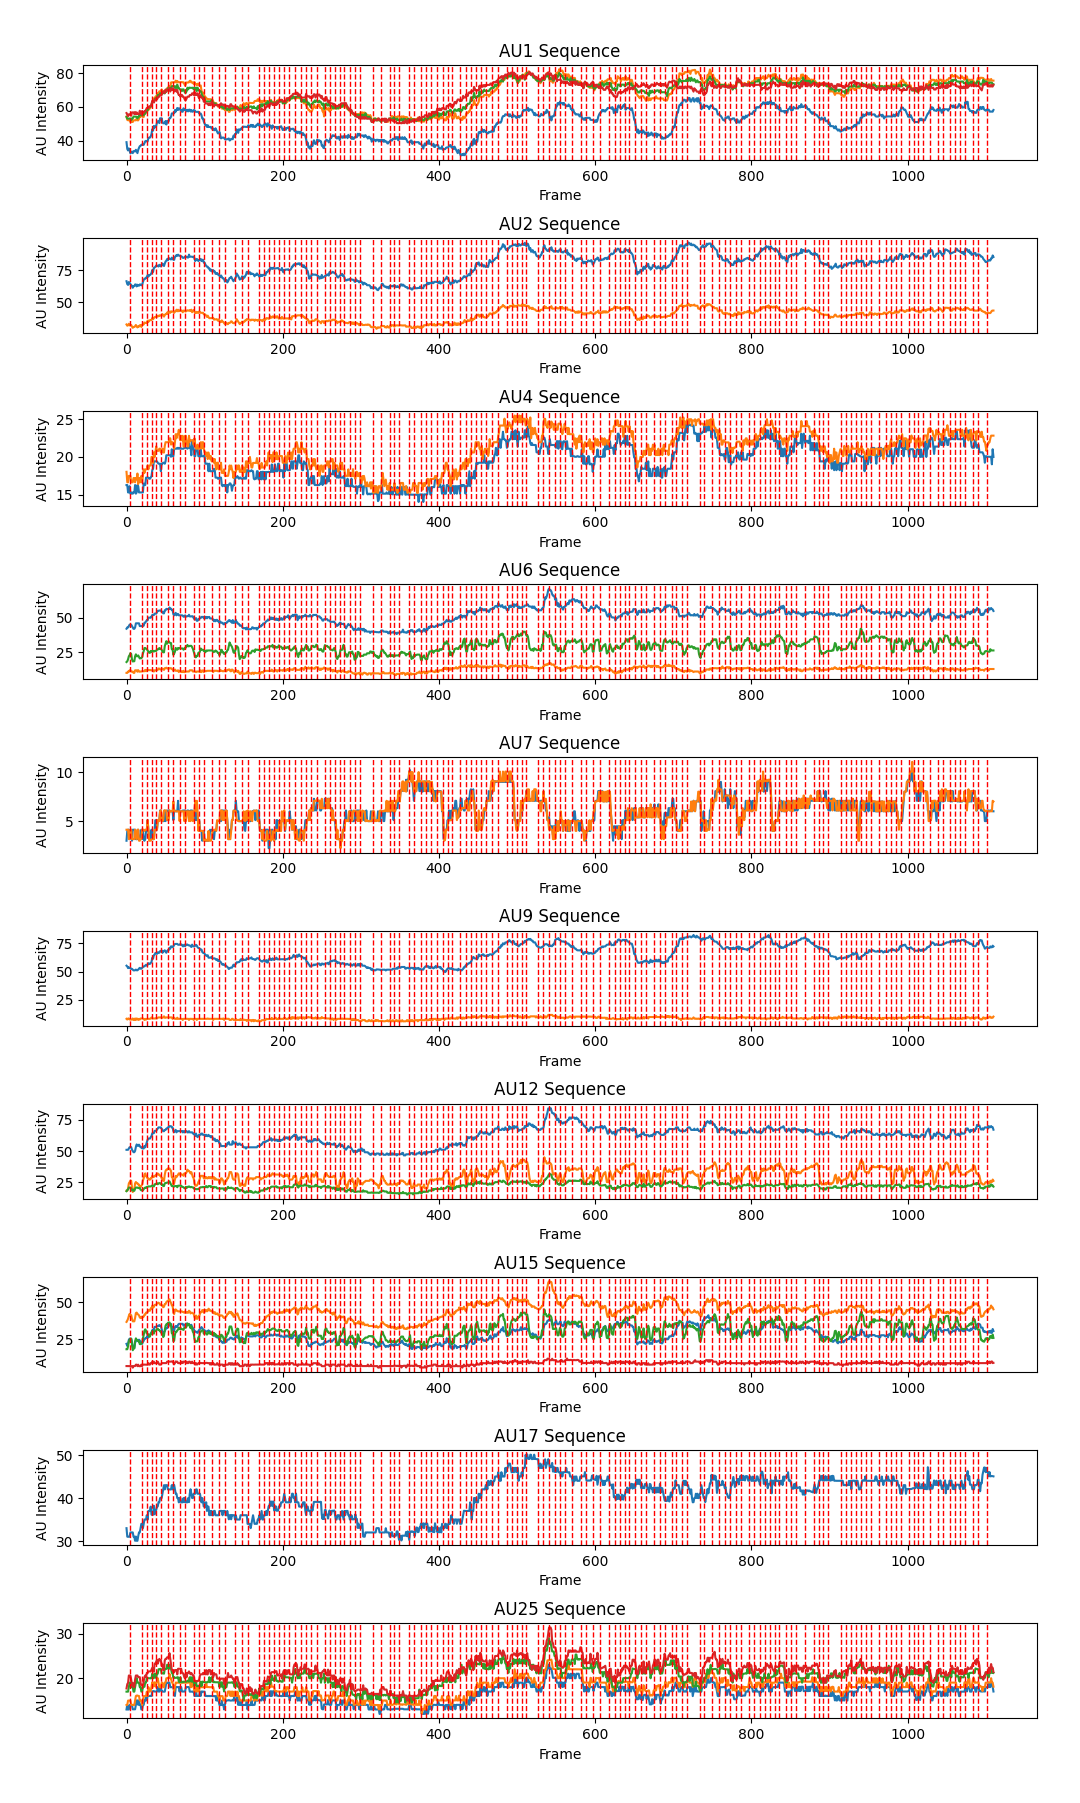 AU1 Sequence
80
60
40
AU Intensity
0 200 400 600 800 1000
Frame
AU2 Sequence
75
50
AU Intensity
0 200 400 600 800 1000
Frame
AU4 Sequence
25
20
15
AU Intensity
0 200 400 600 800 1000
Frame
AU6 Sequence
50
25
AU Intensity
0 200 400 600 800 1000
Frame
AU7 Sequence
10
5
AU Intensity
0 200 400 600 800 1000
Frame
AU9 Sequence
75
50
25
AU Intensity
0 200 400 600 800 1000
Frame
AU12 Sequence
75
50
25
AU Intensity
0 200 400 600 800 1000
Frame
AU15 Sequence
50
25
AU Intensity
0 200 400 600 800 1000
Frame
AU17 Sequence
50
40
30
AU Intensity
0 200 400 600 800 1000
Frame
AU25 Sequence
30
20
AU Intensity
0 200 400 600 800 1000
Frame